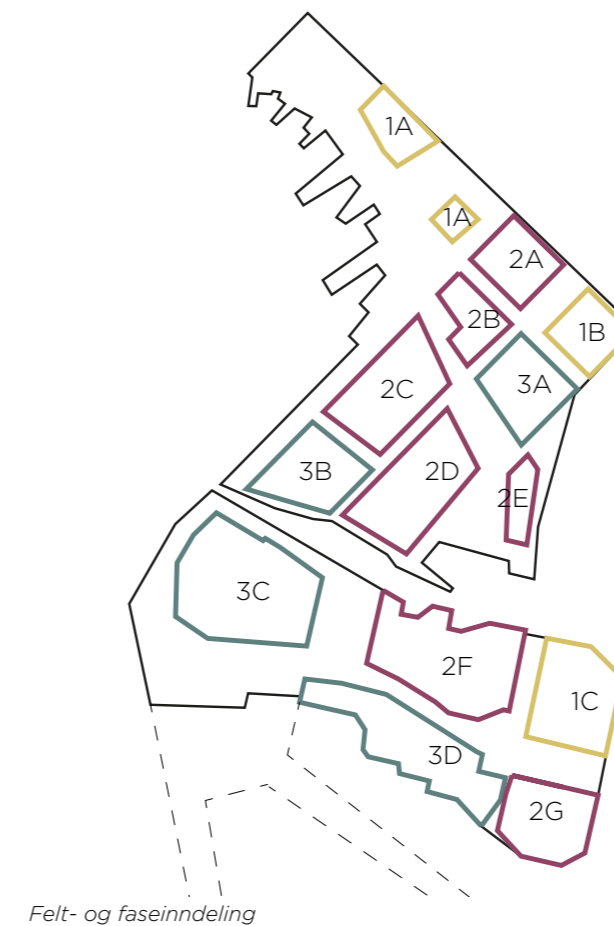 1A
1A
2A
2B
1B
2C
3A
3B
2D
2E
3C
2F
1C
3D
2G
Felt- og faseinndeling